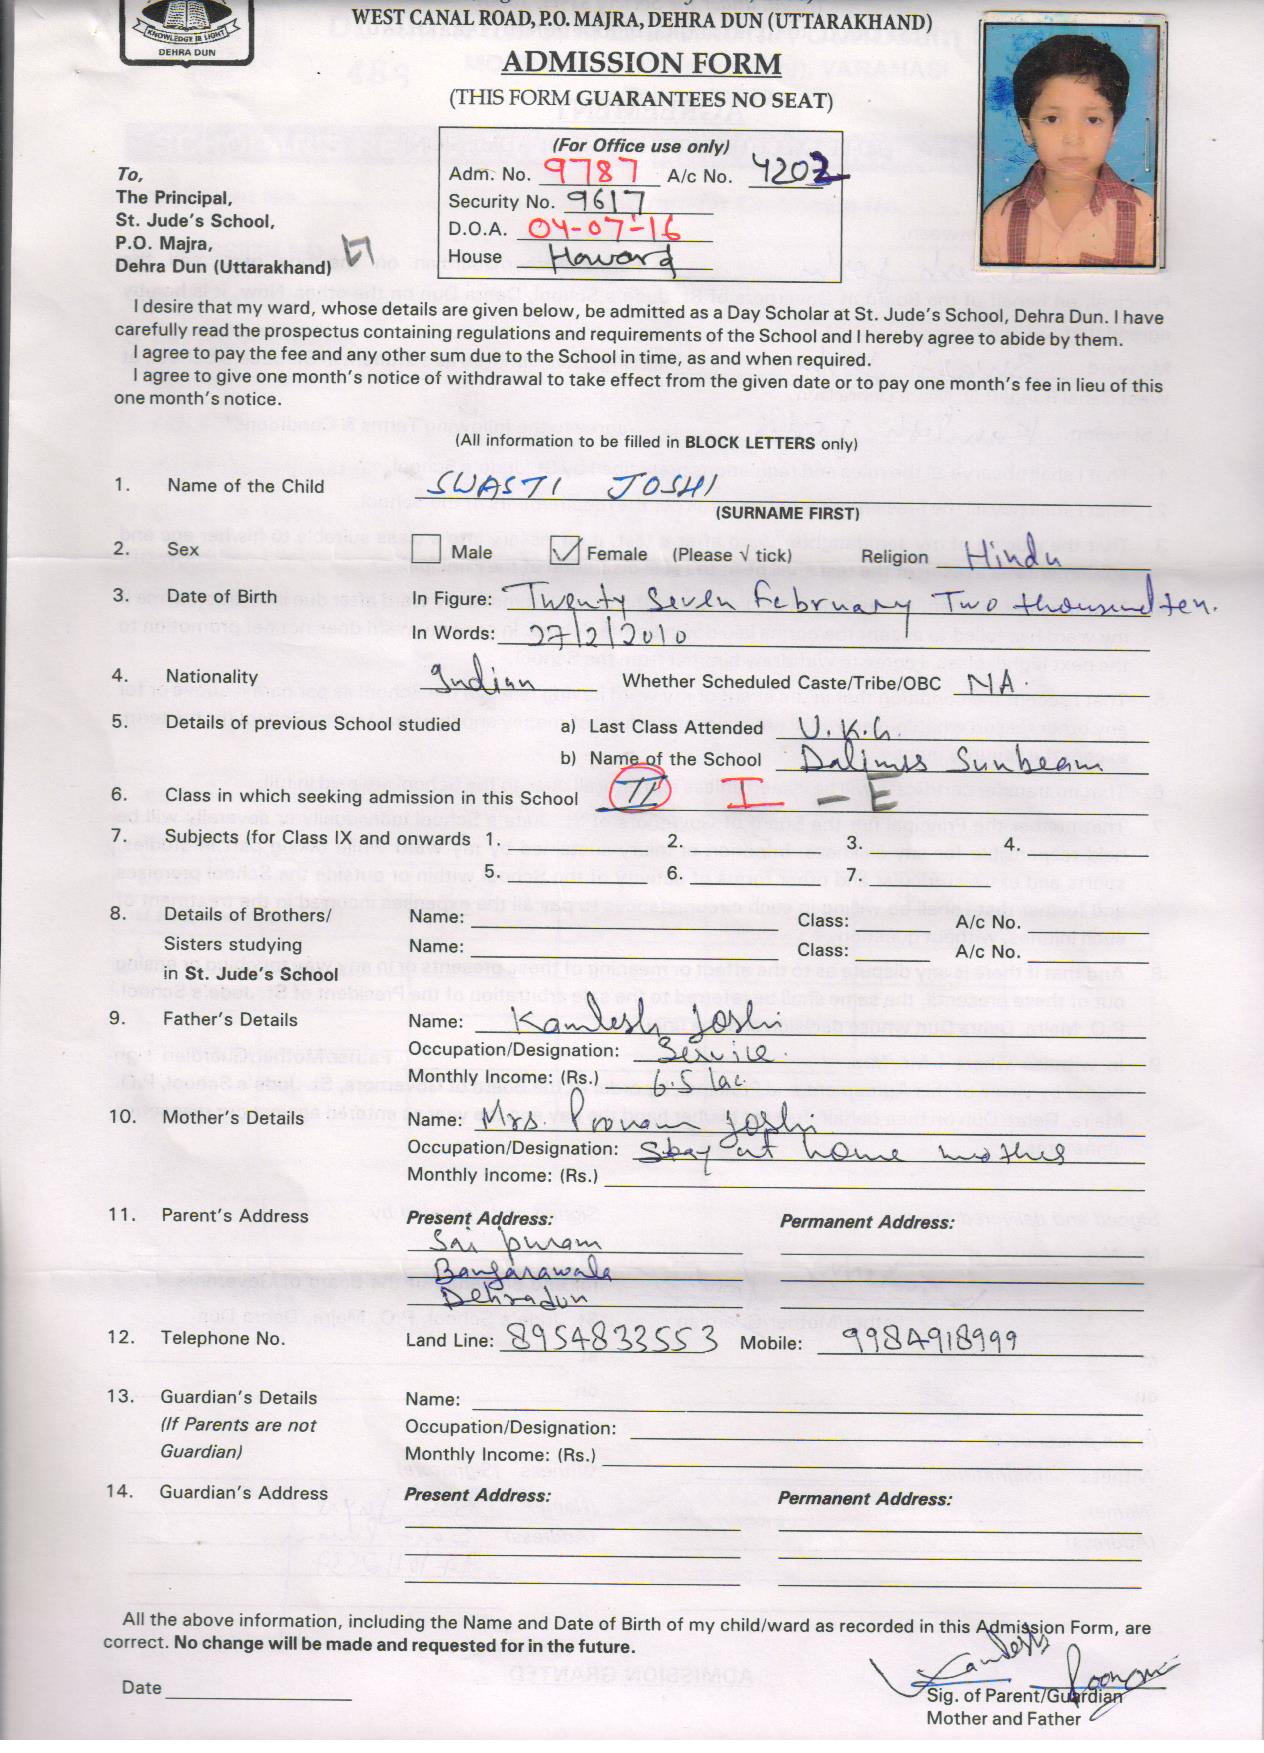 KNOWLEDGE IS LIGHT
DEHRA DUN
WEST CANAL ROAD, P.O. MAJRA, DEHRA DUN (UTTARAKHAND)
ADMISSION FORM
(THIS FORM GUARANTEES NO SEAT)
(For Office use only)
Adm. No. 9787 A/c No. 4202
Security No. 9617
D.O.A. 04-07-16
House Haward
To,
The Principal,
St. Jude's School,
P.O. Majra,
Dehra Dun (Uttarakhand)
I desire that my ward, whose details are given below, be admitted as a Day Scholar at St. Jude's School, Dehra Dun. I have
carefully read the prospectus containing regulations and requirements of the School and I hereby agree to abide by them.
I agree to pay the fee and any other sum due to the School in time, as and when required.
I agree to give one month's notice of withdrawal to take effect from the given date or to pay one month's fee in lieu of this
one month's notice.
(All information to be filled in BLOCK LETTERS only)
1. Name of the Child SWASTI JOSHI
(SURNAME FIRST)
2. Sex Male Female (Please √ tick) Religion Hindu
3. Date of Birth In Figure: Twenty Seven February Two thousand ten.
In Words: 27/2/2010
4. Nationality Indian Whether Scheduled Caste/Tribe/OBC NA.
5. Details of previous School studied a) Last Class Attended U.K.G.
b) Name of the School Dalimss Sunbeam
6. Class in which seeking admission in this School II I - E
7. Subjects (for Class IX and onwards 1. 2. 3. 4.
5. 6. 7.
8. Details of Brothers/ Name: Class: A/c No.
Sisters studying Name: Class: A/c No.
in St. Jude's School
9. Father's Details Name: Kamlesh Joshi
Occupation/Designation: Service.
Monthly Income: (Rs.) 6.5 lac
10. Mother's Details Name: Mrs. Poonam Joshi
Occupation/Designation: Stay at home mother
Monthly Income: (Rs.)
11. Parent's Address Present Address: Permanent Address:
Sai puram
Banjarawala
Dehradun
12. Telephone No. Land Line: 8954833553 Mobile: 9984918999
13. Guardian's Details Name:
(If Parents are not Occupation/Designation:
Guardian) Monthly Income: (Rs.)
14. Guardian's Address Present Address: Permanent Address:
All the above information, including the Name and Date of Birth of my child/ward as recorded in this Admission Form, are
correct. No change will be made and requested for in the future.
Kamlesh Poonam
Date Sig. of Parent/Guardian
Mother and Father